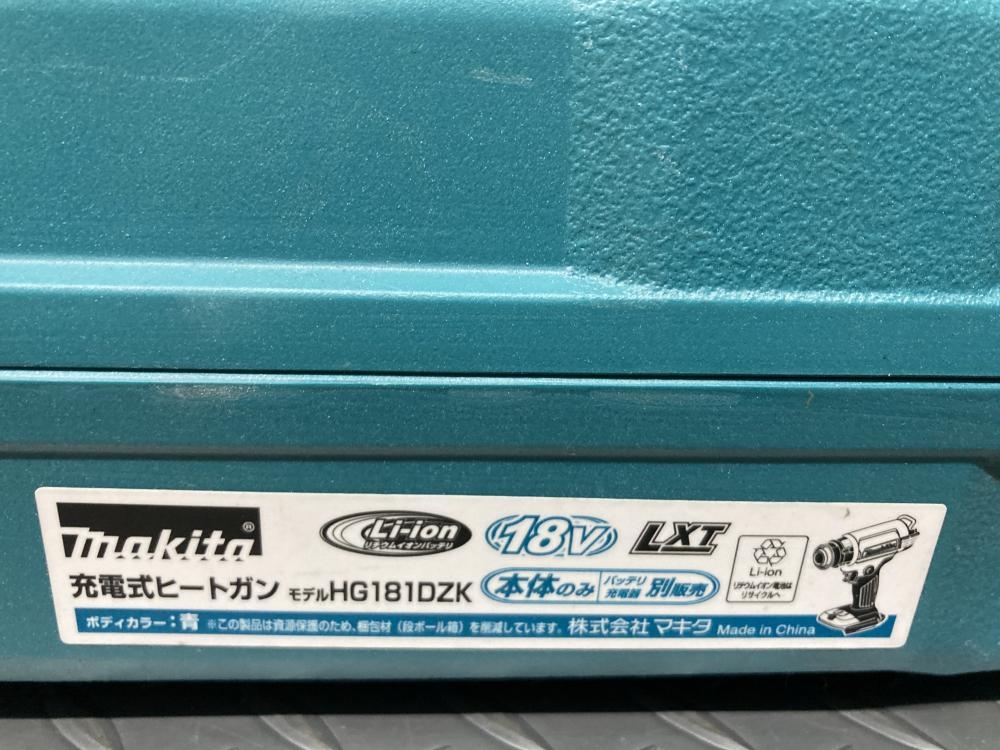 makita®
Li-ion
リチウムイオンバッテリ
18V
LXT
充電式ヒートガン モデルHG181DZK
本体のみ バッテリ 充電器 別販売
Li-ion
リチウムイオン電池は
リサイクルへ
ボディカラー：青 ※この製品は資源保護のため、梱包材（段ボール箱）を削減しています。 株式会社マキタ Made in China